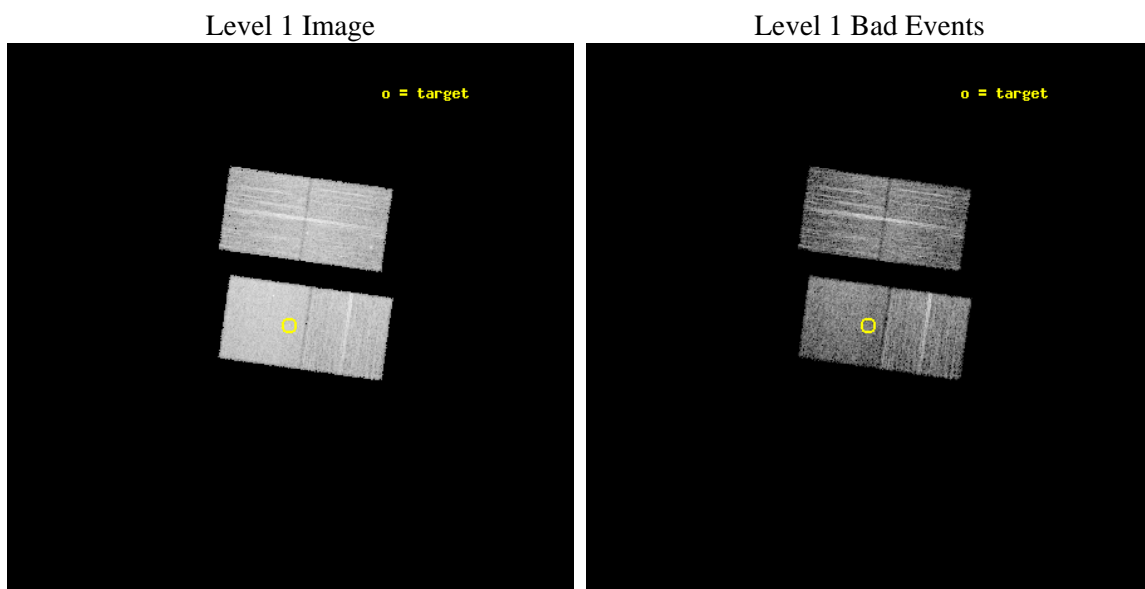 Level 1 Image
Level 1 Bad Events
o = target
o = target